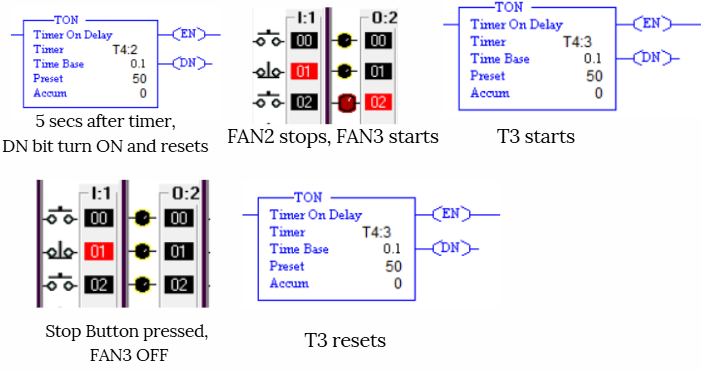 TON
Timer On Delay
Timer T4:2
Time Base 0.1
Preset 50
Accum 0
EN
DN
5 secs after timer,
DN bit turn ON and resets
I:1 O:2
00 00
01 01
02 02
FAN2 stops, FAN3 starts
TON
Timer On Delay
Timer T4:3
Time Base 0.1
Preset 50
Accum 0
EN
DN
T3 starts
I:1 O:2
00 00
01 01
02 02
Stop Button pressed,
FAN3 OFF
TON
Timer On Delay
Timer T4:3
Time Base 0.1
Preset 50
Accum 0
EN
DN
T3 resets